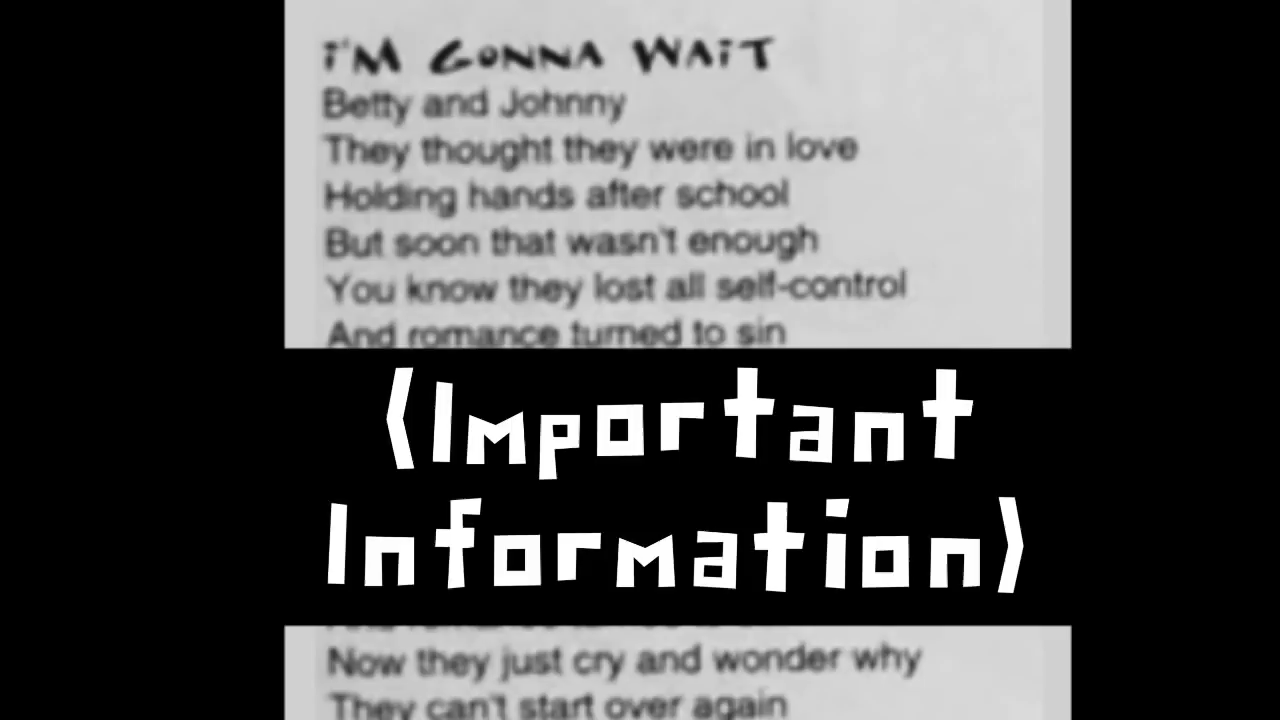 I'M GONNA WAIT
Betty and Johnny
They thought they were in love
Holding hands after school
But soon that wasn't enough
You know they lost all self-control
And romance turned to sin
(Important
Information)
Now they just cry and wonder why
They can't start over again